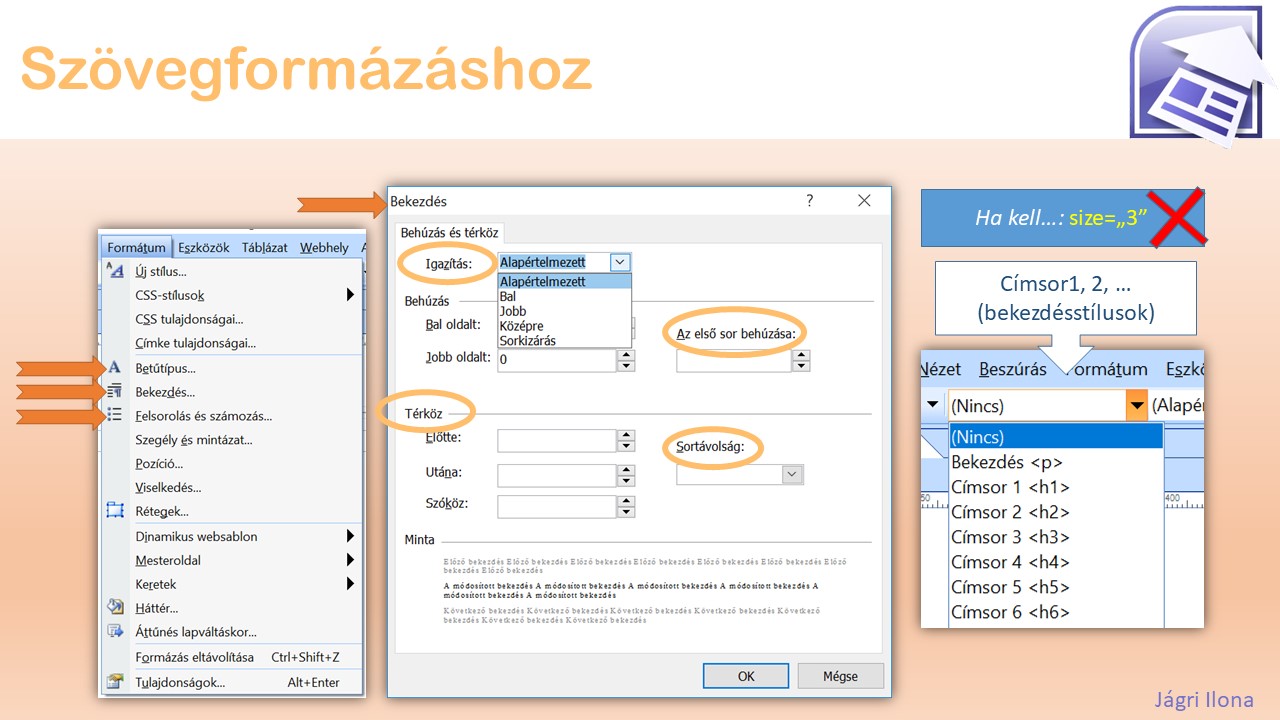 Szövegformázáshoz
Formátum Eszközök Táblázat Webhely
Új stílus...
CSS-stílusok
CSS tulajdonságai...
Címke tulajdonságai...
Betűtípus...
Bekezdés...
Felsorolás és számozás...
Szegély és mintázat...
Pozíció...
Viselkedés...
Rétegek...
Dinamikus websablon
Mesteroldal
Keretek
Háttér...
Áttűnés lapváltáskor...
Formázás eltávolítása Ctrl+Shift+Z
Tulajdonságok... Alt+Enter
Bekezdés ?
Behúzás és térköz
Igazítás: Alapértelmezett
Alapértelmezett
Bal
Jobb
Középre
Sorkizárás
Behúzás
Bal oldalt:
Az első sor behúzása:
Jobb oldalt: 0
Térköz
Előtte:
Sortávolság:
Utána:
Szóköz:
Minta
Előző bekezdés Előző bekezdés Előző bekezdés Előző bekezdés Előző bekezdés Előző
bekezdés Előző bekezdés
A módosított bekezdés A módosított bekezdés A módosított bekezdés A módosított bekezdés A
módosított bekezdés A módosított bekezdés
Következő bekezdés Következő bekezdés Következő bekezdés Következő bekezdés Következő
bekezdés Következő bekezdés Következő bekezdés
OK Mégse
Ha kell...: size=„3”
Címsor1, 2, ...
(bekezdésstílusok)
Nézet Beszúrás Formátum Eszkö
(Nincs) (Alapér
(Nincs)
Bekezdés <p>
Címsor 1 <h1>
Címsor 2 <h2>
Címsor 3 <h3>
Címsor 4 <h4>
Címsor 5 <h5>
Címsor 6 <h6>
50 400
Jágri Ilona